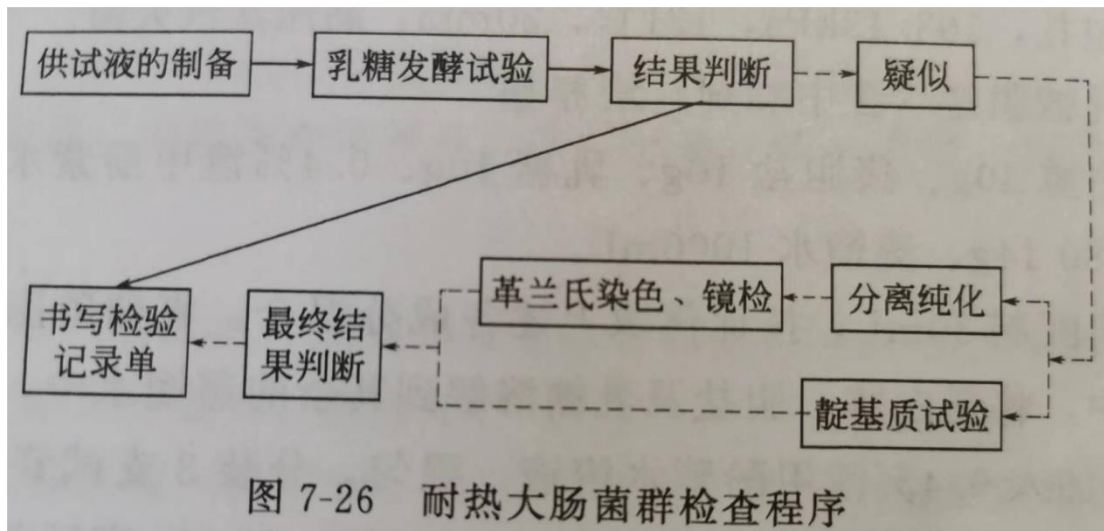 供试液的制备
乳糖发酵试验
结果判断
疑似
革兰氏染色、镜检
分离纯化
书写检验
记录单
最终结
果判断
靛基质试验
图 7-26 耐热大肠菌群检查程序